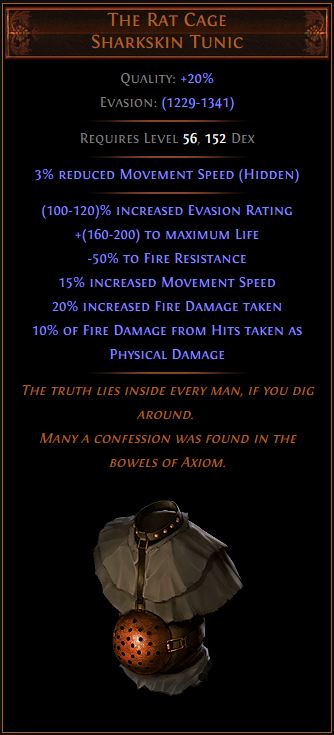 The Rat Cage
Sharkskin Tunic
Quality: +20%
Evasion: (1229-1341)
Requires Level 56, 152 Dex
3% reduced Movement Speed (Hidden)
(100-120)% increased Evasion Rating
+(160-200) to maximum Life
-50% to Fire Resistance
15% increased Movement Speed
20% increased Fire Damage taken
10% of Fire Damage from Hits taken as
Physical Damage
The truth lies inside every man, if you dig
around.
Many a confession was found in the
bowels of Axiom.